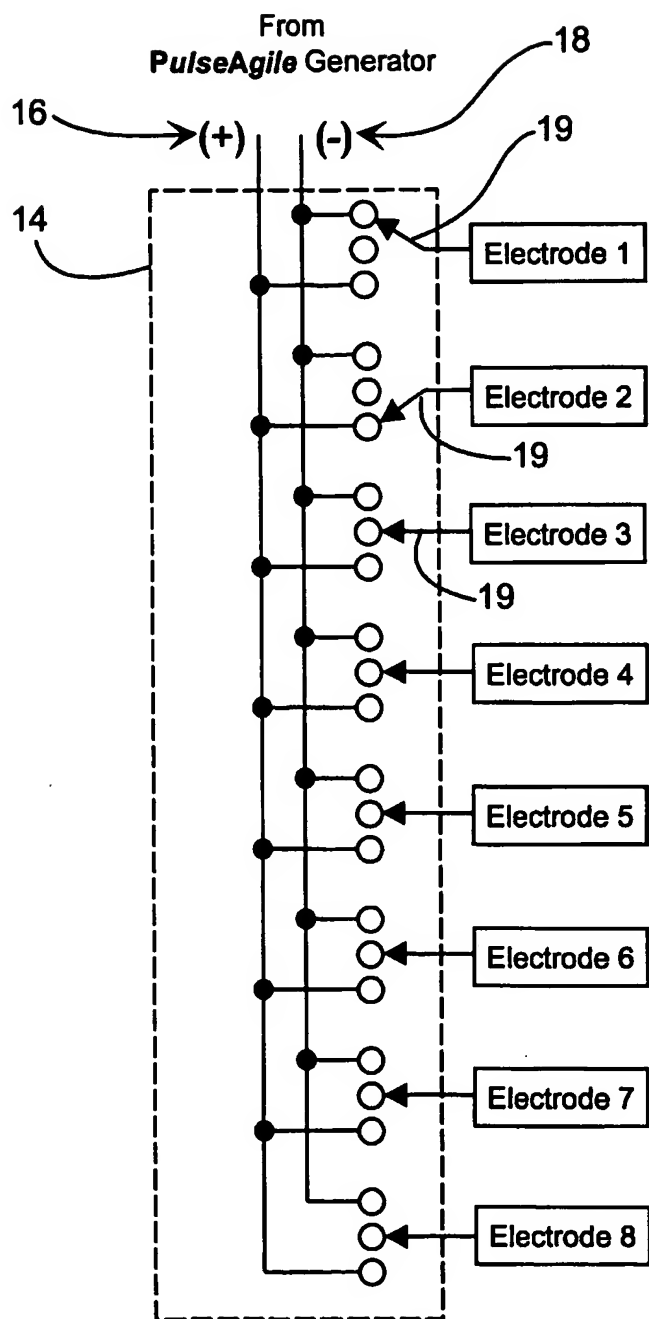 From
PulseAgile Generator
18
16
(+)
(-)
19
14
Electrode 1
Electrode 2
19
Electrode 3
19
Electrode 4
Electrode 5
Electrode 6
Electrode 7
Electrode 8